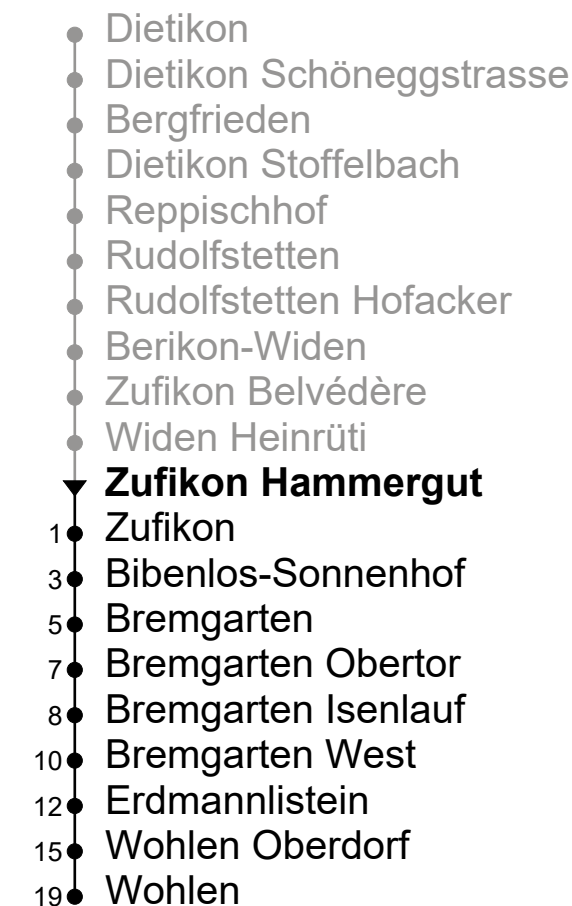 Dietikon
Dietikon Schöneggstrasse
Bergfrieden
Dietikon Stoffelbach
Reppischhof
Rudolfstetten
Rudolfstetten Hofacker
Berikon-Widen
Zufikon Belvédère
Widen Heinrüti
Zufikon Hammergut
1 Zufikon
3 Bibenlos-Sonnenhof
5 Bremgarten
7 Bremgarten Obertor
8 Bremgarten Isenlauf
10 Bremgarten West
12 Erdmannlistein
15 Wohlen Oberdorf
19 Wohlen